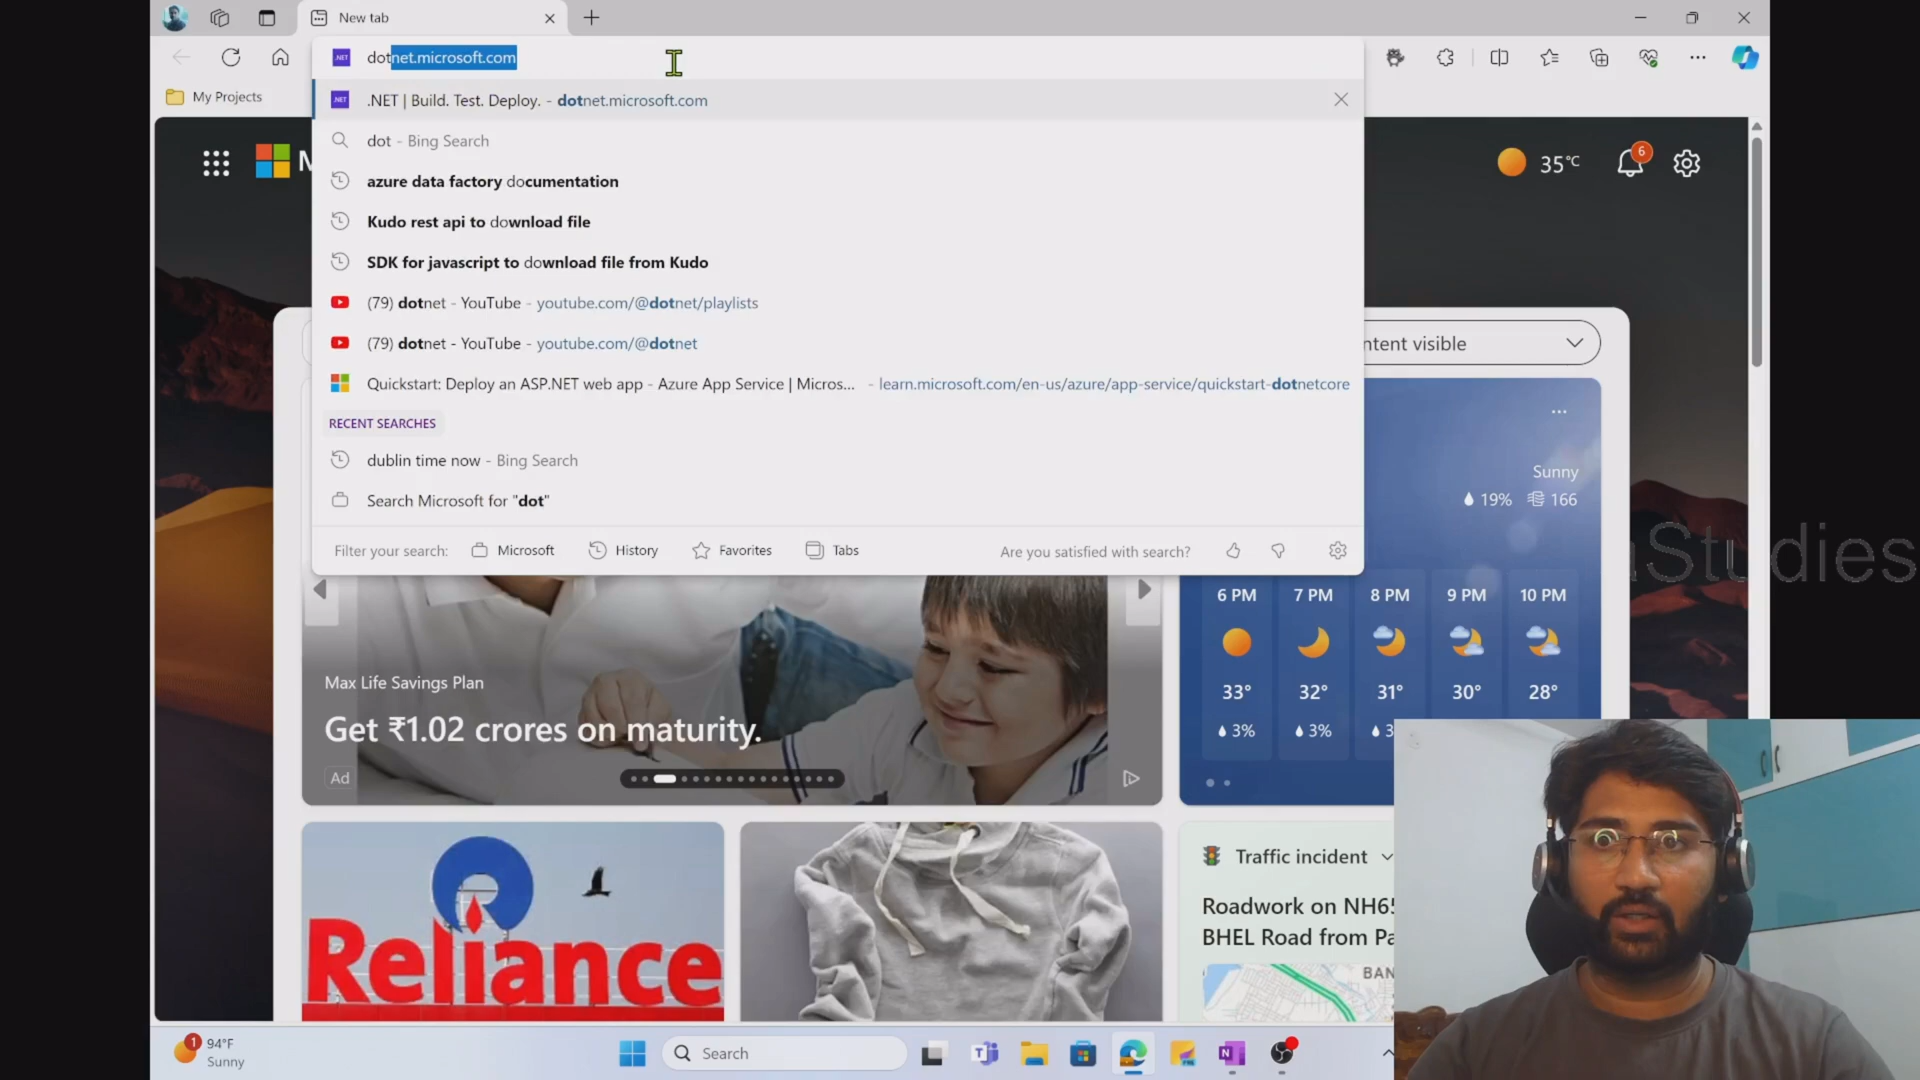 New tab
dotnet.microsoft.com
My Projects
.NET | Build. Test. Deploy. - dotnet.microsoft.com
dot - Bing Search
azure data factory documentation
Kudo rest api to download file
SDK for javascript to download file from Kudo
(79) dotnet - YouTube - youtube.com/@dotnet/playlists
(79) dotnet - YouTube - youtube.com/@dotnet
Quickstart: Deploy an ASP.NET web app - Azure App Service | Micros... - learn.microsoft.com/en-us/azure/app-service/quickstart-dotnetcore
RECENT SEARCHES
dublin time now - Bing Search
Search Microsoft for "dot"
Filter your search: Microsoft History Favorites Tabs Are you satisfied with search?
35°C
6
ntent visible
Sunny
19% 166
uStudies
6 PM 7 PM 8 PM 9 PM 10 PM
33° 32° 31° 30° 28°
3% 3% 3
Max Life Savings Plan
Get ₹1.02 crores on maturity.
Ad
Reliance
Traffic incident
Roadwork on NH65
BHEL Road from Pa
BAN
1
94°F
Sunny
Search